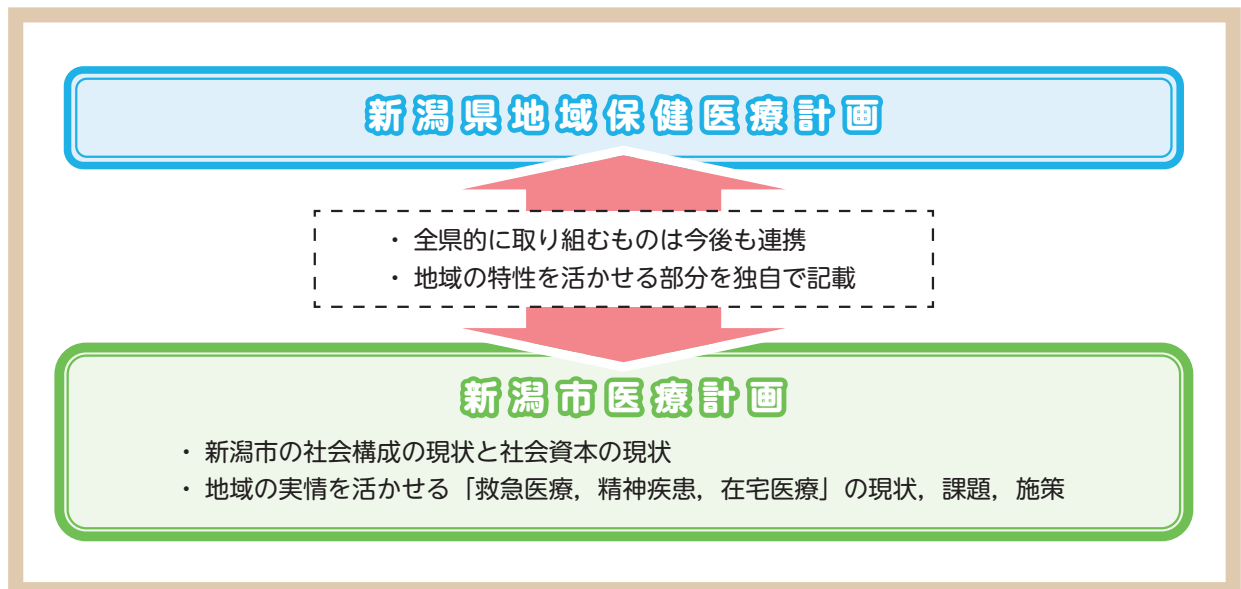 新潟県地域保健医療計画
・ 全県的に取り組むものは今後も連携
・ 地域の特性を活かせる部分を独自で記載
新潟市医療計画
・ 新潟市の社会構成の現状と社会資本の現状
・ 地域の実情を活かせる「救急医療，精神疾患，在宅医療」の現状，課題，施策